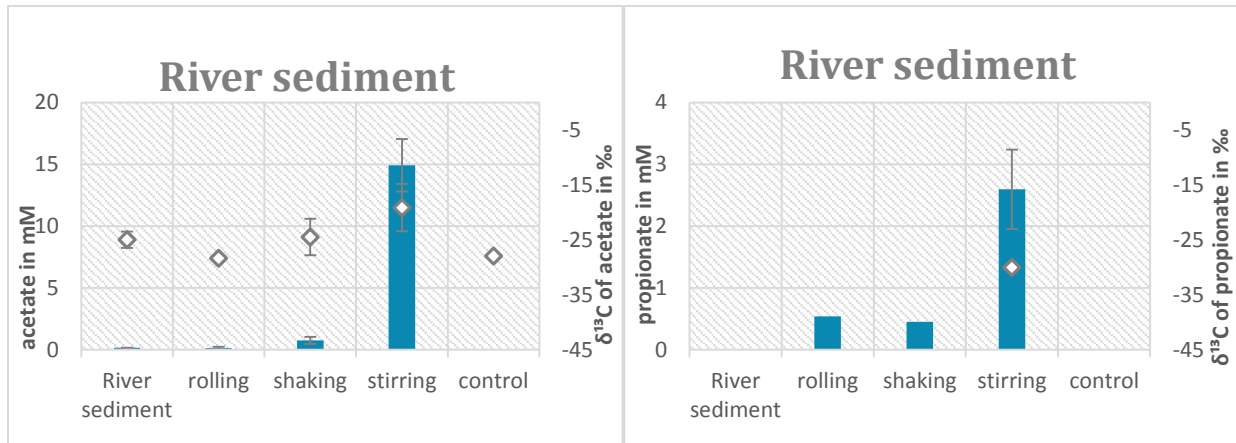 River sediment
20
15
10
5
0
acetate in mM
-5
-15
-25
-35
-45
δ¹³C of acetate in ‰
River sediment
rolling
shaking
stirring
control
River sediment
4
3
2
1
0
propionate in mM
-5
-15
-25
-35
-45
δ¹³C of propionate in ‰
River sediment
rolling
shaking
stirring
control